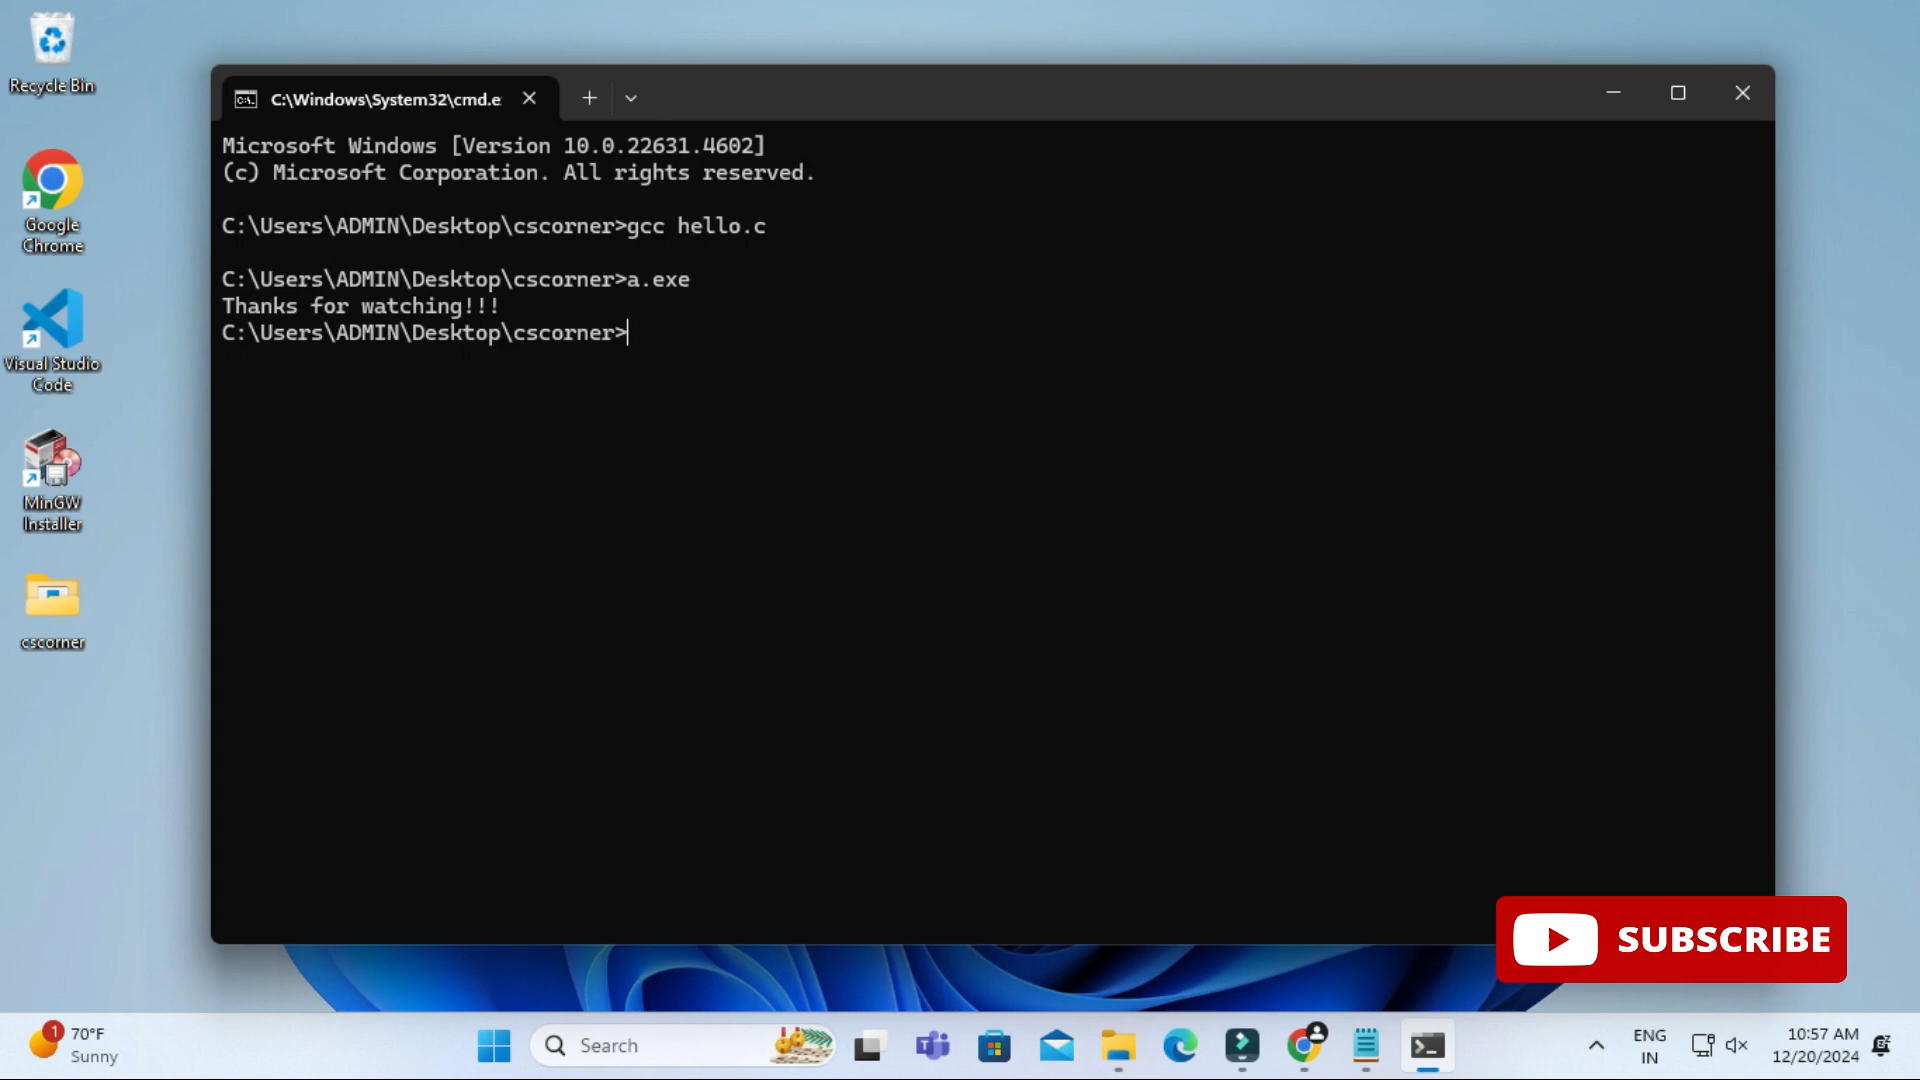 Recycle Bin
Google
Chrome
Visual Studio
Code
MinGW
Installer
cscorner
C:\Windows\System32\cmd.e
Microsoft Windows [Version 10.0.22631.4602]
(c) Microsoft Corporation. All rights reserved.
C:\Users\ADMIN\Desktop\cscorner>gcc hello.c
C:\Users\ADMIN\Desktop\cscorner>a.exe
Thanks for watching!!!
C:\Users\ADMIN\Desktop\cscorner>
SUBSCRIBE
1
70°F
Sunny
Search
ENG
IN
10:57 AM
12/20/2024